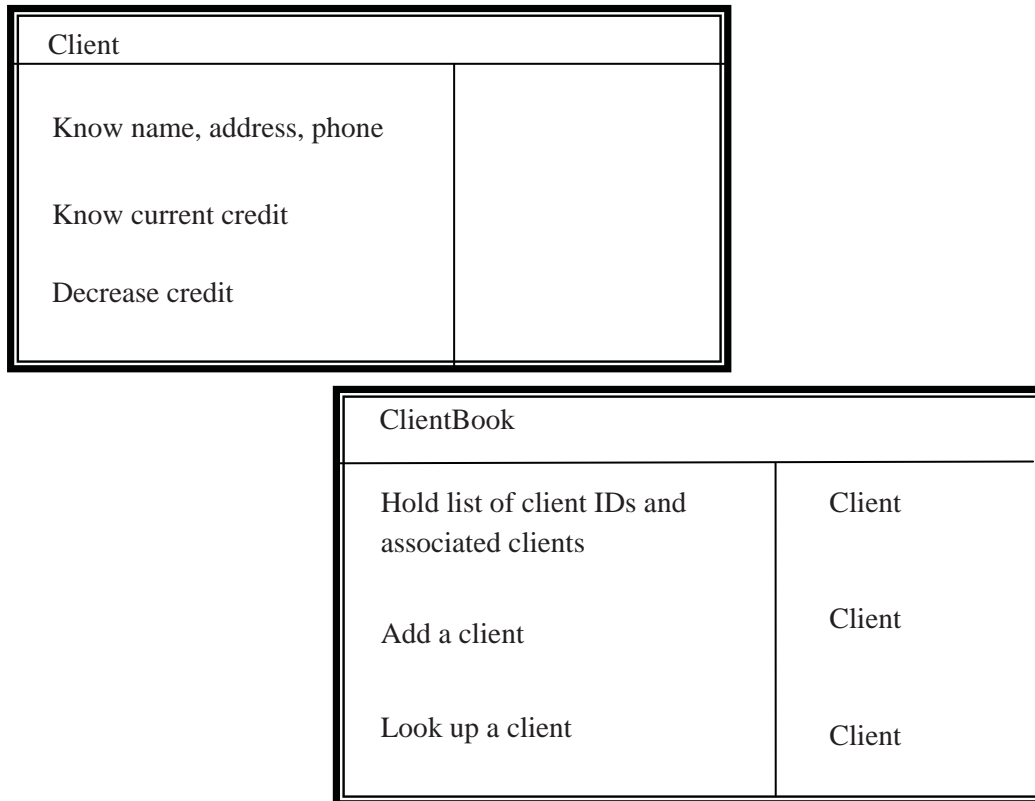 Client
Know name, address, phone
Know current credit
Decrease credit
ClientBook
Hold list of client IDs and
associated clients
Client
Add a client
Client
Look up a client
Client